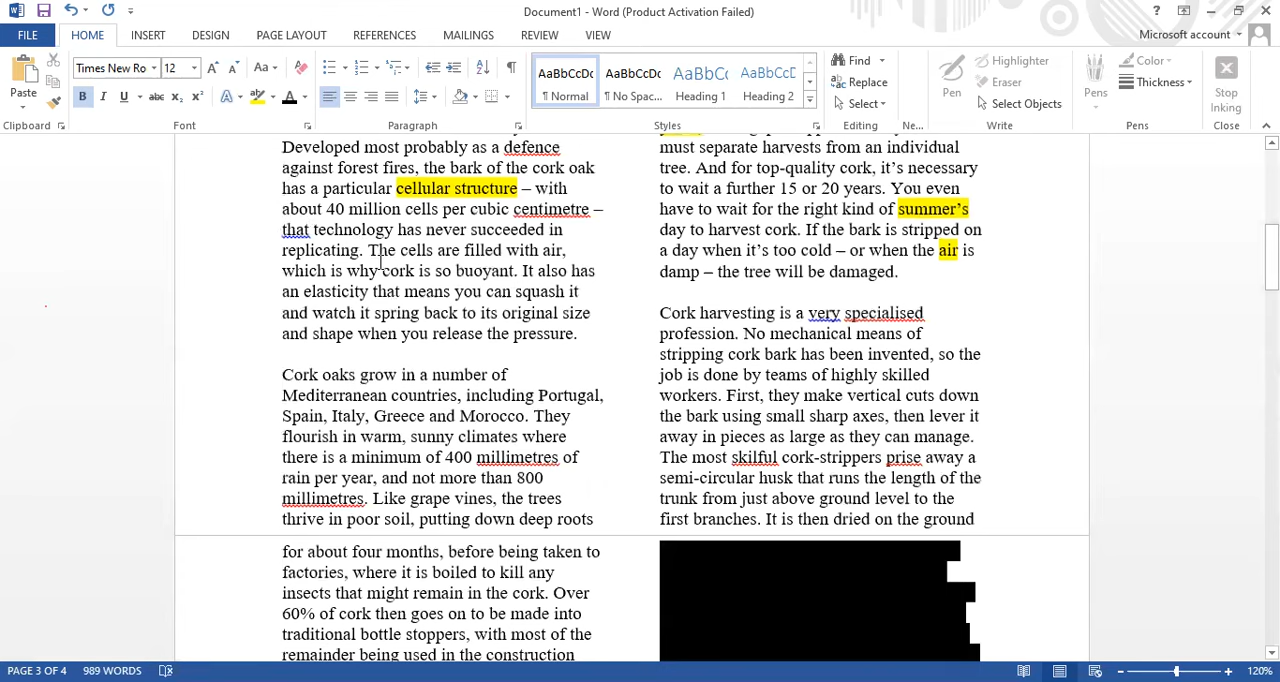 Document1 - Word (Product Activation Failed)
FILE HOME INSERT DESIGN PAGE LAYOUT REFERENCES MAILINGS REVIEW VIEW Microsoft account
Times New Ro 12 Aa
Paste
B I U abc x₂ x² A A
AaBbCcDc AaBbCcDc AaBbCc AaBbCcD
¶ Normal ¶ No Spac... Heading 1 Heading 2
Find
Replace
Select
Pen
Highlighter
Eraser
Select Objects
Pens
Color
Thickness
Stop
Inking
Clipboard Font Paragraph Styles Editing Ne... Write Pens Close
Developed most probably as a defence
against forest fires, the bark of the cork oak
has a particular cellular structure – with
about 40 million cells per cubic centimetre –
that technology has never succeeded in
replicating. The cells are filled with air,
which is why cork is so buoyant. It also has
an elasticity that means you can squash it
and watch it spring back to its original size
and shape when you release the pressure.
Cork oaks grow in a number of
Mediterranean countries, including Portugal,
Spain, Italy, Greece and Morocco. They
flourish in warm, sunny climates where
there is a minimum of 400 millimetres of
rain per year, and not more than 800
millimetres. Like grape vines, the trees
thrive in poor soil, putting down deep roots
must separate harvests from an individual
tree. And for top-quality cork, it’s necessary
to wait a further 15 or 20 years. You even
have to wait for the right kind of summer’s
day to harvest cork. If the bark is stripped on
a day when it’s too cold – or when the air is
damp – the tree will be damaged.
Cork harvesting is a very specialised
profession. No mechanical means of
stripping cork bark has been invented, so the
job is done by teams of highly skilled
workers. First, they make vertical cuts down
the bark using small sharp axes, then lever it
away in pieces as large as they can manage.
The most skilful cork-strippers prise away a
semi-circular husk that runs the length of the
trunk from just above ground level to the
first branches. It is then dried on the ground
for about four months, before being taken to
factories, where it is boiled to kill any
insects that might remain in the cork. Over
60% of cork then goes on to be made into
traditional bottle stoppers, with most of the
remainder being used in the construction
PAGE 3 OF 4 989 WORDS 120%